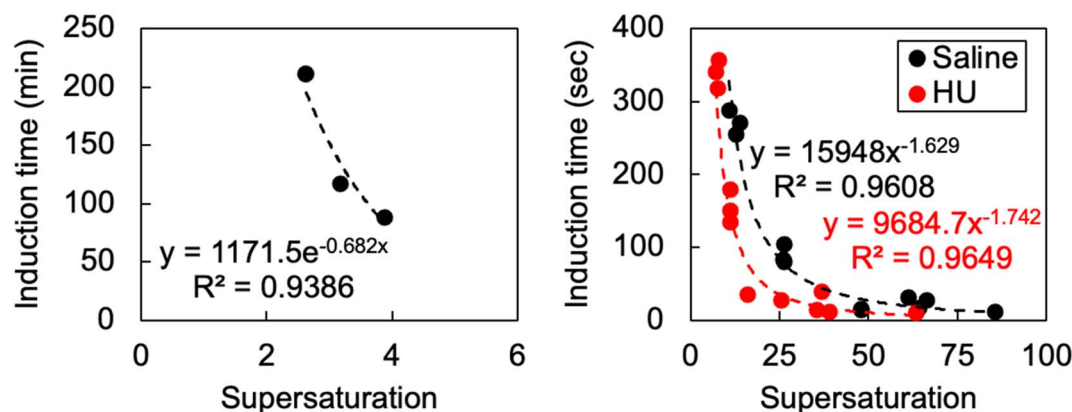 Induction time (min)
250
200
150
100
50
0
y = 1171.5e^-0.682x
R² = 0.9386
0 2 4 6
Supersaturation
Induction time (sec)
400
300
200
100
0
Saline
HU
y = 15948x^-1.629
R² = 0.9608
y = 9684.7x^-1.742
R² = 0.9649
0 25 50 75 100
Supersaturation